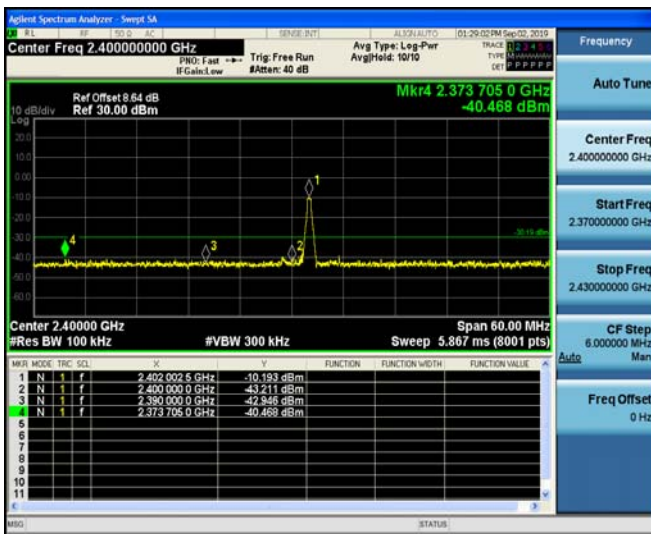 Agilent Spectrum Analyzer - Swept SA
RL RF 50 Ω AC SENSE:INT ALIGN AUTO 01:29:02 PM Sep 02, 2019
Center Freq 2.400000000 GHz
PNO: Fast
IFGain:Low
Trig: Free Run
#Atten: 40 dB
Avg Type: Log-Pwr
Avg|Hold: 10/10
TRACE 1 2 3 4 5 6
TYPE M
DET P P P P P P
Ref Offset 8.64 dB
Ref 30.00 dBm
10 dB/div
Log
Mkr4 2.373 705 0 GHz
-40.468 dBm
20.0
10.0
0.00
-10.0
-20.0
-30.0
-40.0
-50.0
-60.0
1
2
3
4
-30.19 dBm
Center 2.40000 GHz
#Res BW 100 kHz
#VBW 300 kHz
Span 60.00 MHz
Sweep 5.867 ms (8001 pts)
MKR MODE TRC SCL X Y FUNCTION FUNCTION WIDTH FUNCTION VALUE
1 N 1 f 2.402 002 5 GHz -10.193 dBm
2 N 1 f 2.400 000 0 GHz -43.211 dBm
3 N 1 f 2.390 000 0 GHz -42.946 dBm
4 N 1 f 2.373 705 0 GHz -40.468 dBm
5
6
7
8
9
10
11
MSG STATUS
Frequency
Auto Tune
Center Freq
2.400000000 GHz
Start Freq
2.370000000 GHz
Stop Freq
2.430000000 GHz
CF Step
6.000000 MHz
Auto Man
Freq Offset
0 Hz